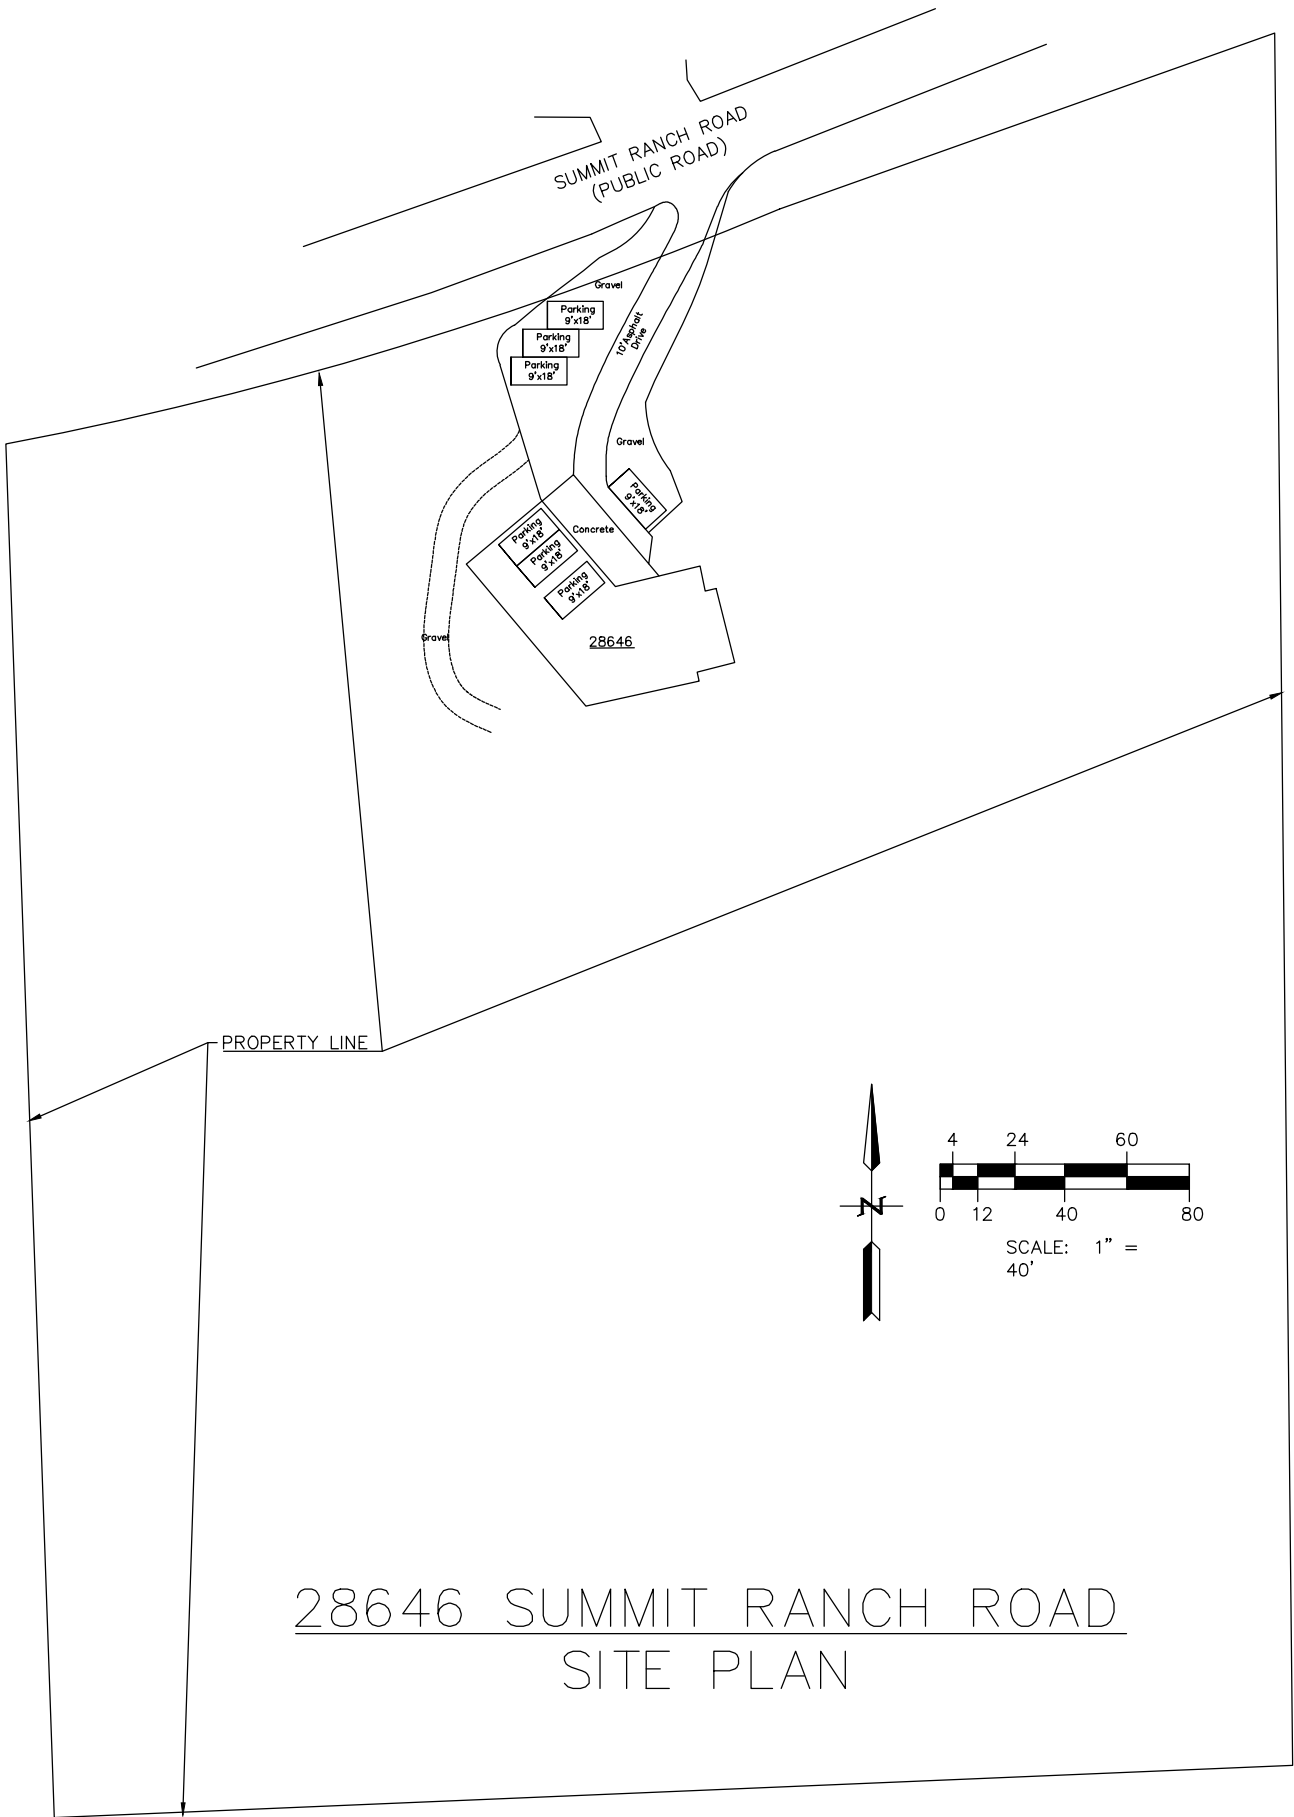 SUMMIT RANCH ROAD
(PUBLIC ROAD)
Gravel
Parking
9'x18'
Parking
9'x18'
Parking
9'x18'
10'Asphalt
Drive
Gravel
Parking
9'x18'
Concrete
Parking
9'x18'
Parking
9'x18'
Parking
9'x18'
28646
Gravel
PROPERTY LINE
N
4 24 60
0 12 40 80
SCALE: 1" =
40'
28646 SUMMIT RANCH ROAD
SITE PLAN